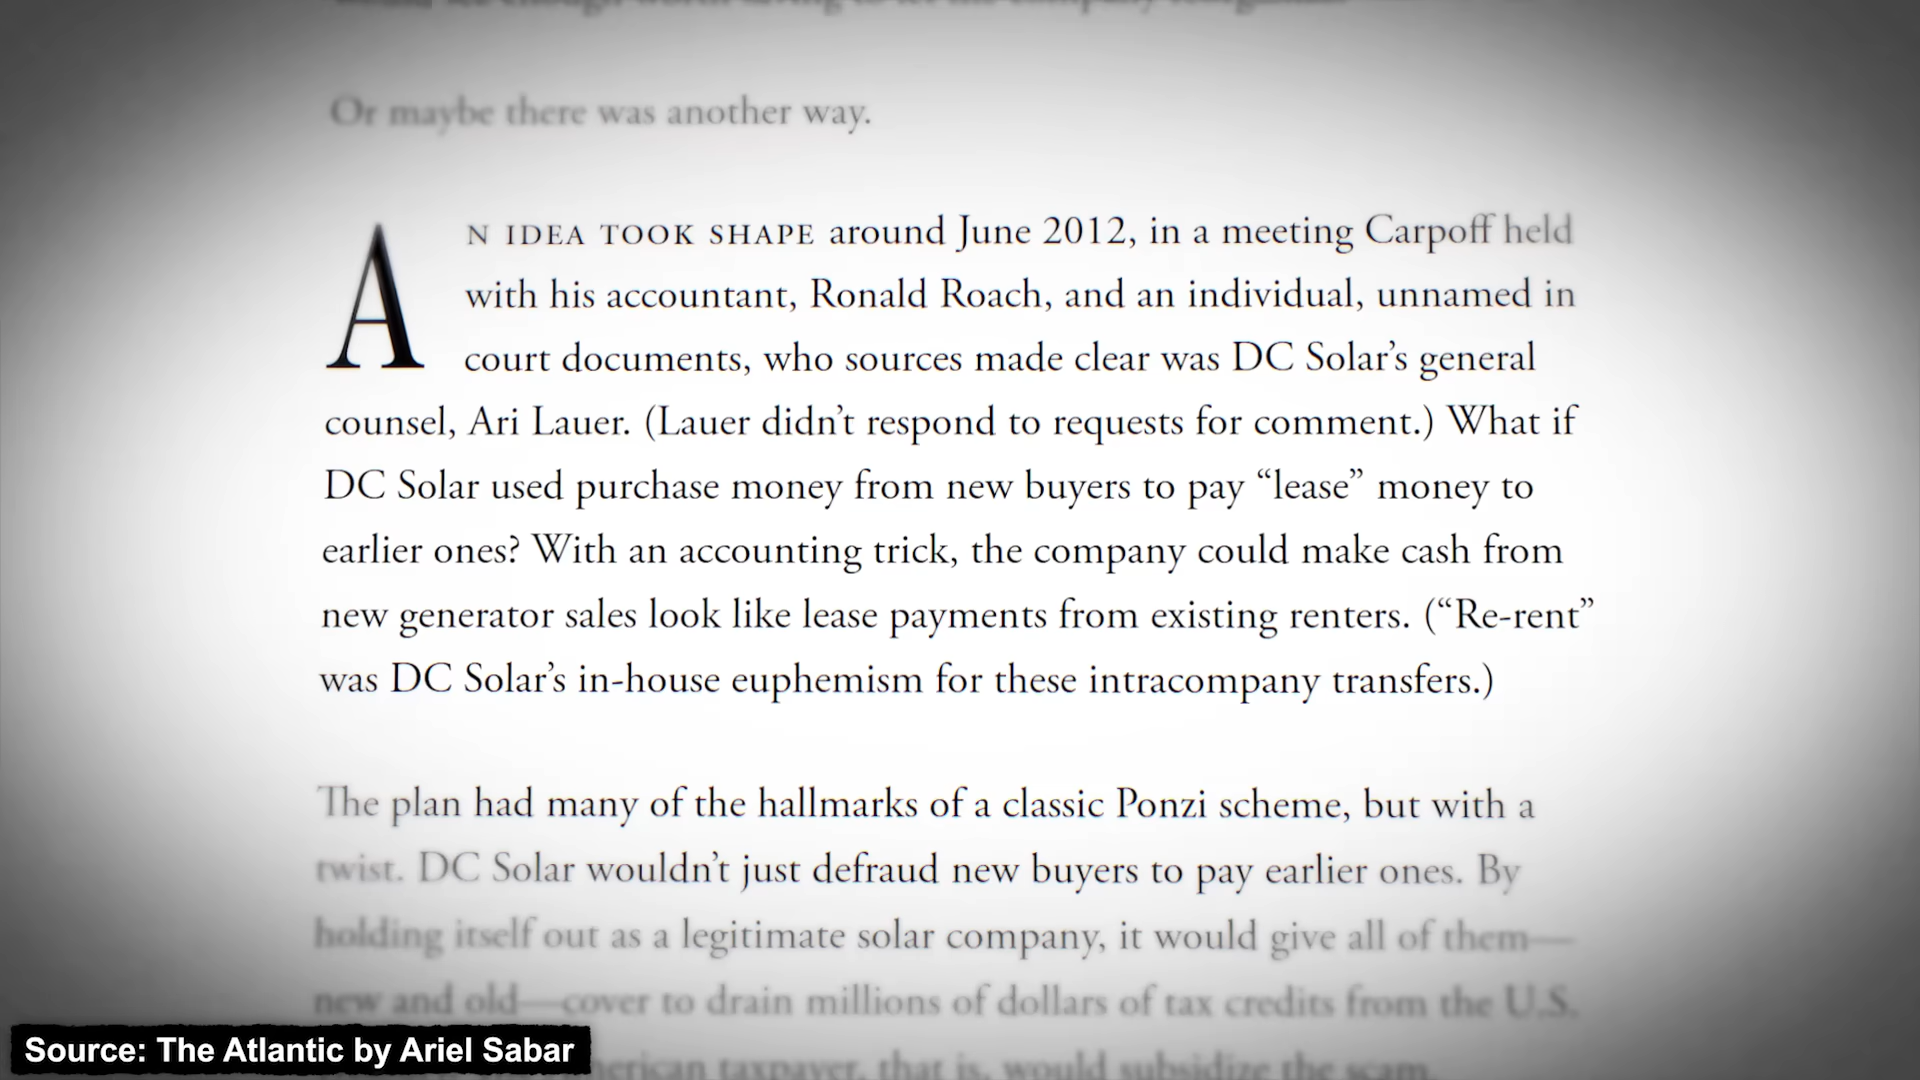 Or maybe there was another way.
AN IDEA TOOK SHAPE around June 2012, in a meeting Carpoff held
with his accountant, Ronald Roach, and an individual, unnamed in
court documents, who sources made clear was DC Solar’s general
counsel, Ari Lauer. (Lauer didn’t respond to requests for comment.) What if
DC Solar used purchase money from new buyers to pay “lease” money to
earlier ones? With an accounting trick, the company could make cash from
new generator sales look like lease payments from existing renters. (“Re-rent”
was DC Solar’s in-house euphemism for these intracompany transfers.)
The plan had many of the hallmarks of a classic Ponzi scheme, but with a
twist. DC Solar wouldn’t just defraud new buyers to pay earlier ones. By
holding itself out as a legitimate solar company, it would give all of them—
new and old—cover to drain millions of dollars of tax credits from the U.S.
taxpayer, that is, would subsidize the scam.
Source: The Atlantic by Ariel Sabar